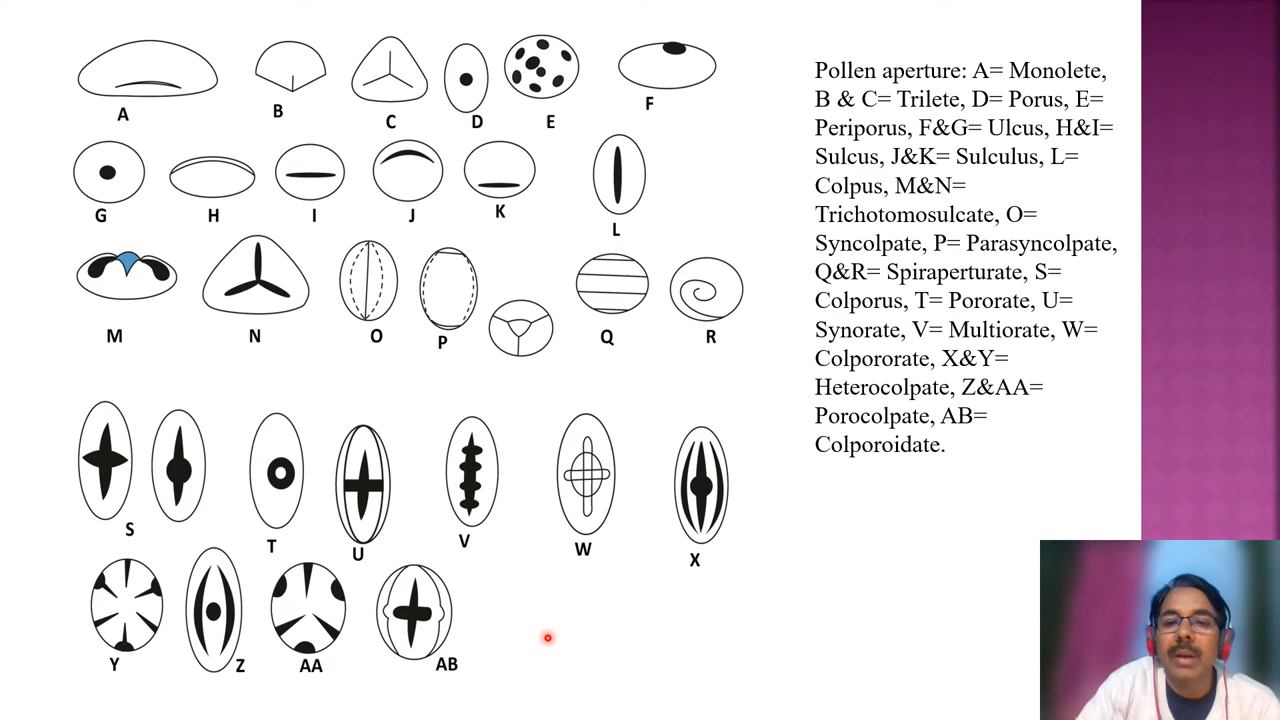 A
B
C
D
E
F
G
H
I
J
K
L
M
N
O
P
Q
R
S
T
U
V
W
X
Y
Z
AA
AB
Pollen aperture: A= Monolete,
B & C= Trilete, D= Porus, E=
Periporus, F&G= Ulcus, H&I=
Sulcus, J&K= Sulculus, L=
Colpus, M&N=
Trichotomosulcate, O=
Syncolpate, P= Parasyncolpate,
Q&R= Spiraperturate, S=
Colporus, T= Pororate, U=
Synorate, V= Multiorate, W=
Colpororate, X&Y=
Heterocolpate, Z&AA=
Porocolpate, AB=
Colporoidate.